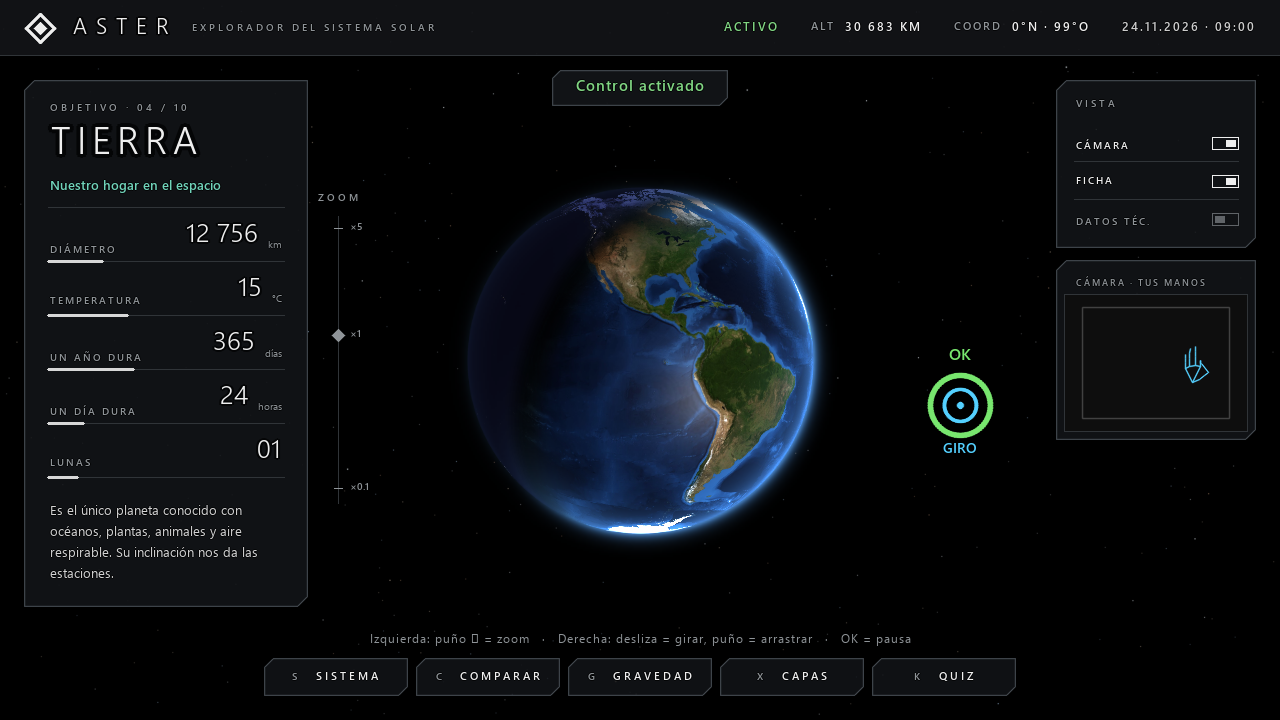 ASTER EXPLORADOR DEL SISTEMA SOLAR
ACTIVO ALT 30 683 KM COORD 0°N · 99°O 24.11.2026 · 09:00
Control activado
OBJETIVO · 04 / 10
TIERRA
Nuestro hogar en el espacio
DIÁMETRO 12 756 km
TEMPERATURA 15 °C
UN AÑO DURA 365 días
UN DÍA DURA 24 horas
LUNAS 01
Es el único planeta conocido con
océanos, plantas, animales y aire
respirable. Su inclinación nos da las
estaciones.
ZOOM
×5
×1
×0.1
OK
GIRO
VISTA
CÁMARA
FICHA
DATOS TÉC.
CÁMARA · TUS MANOS
Izquierda: puño ▯ = zoom · Derecha: desliza = girar, puño = arrastrar · OK = pausa
S SISTEMA
C COMPARAR
G GRAVEDAD
X CAPAS
K QUIZ